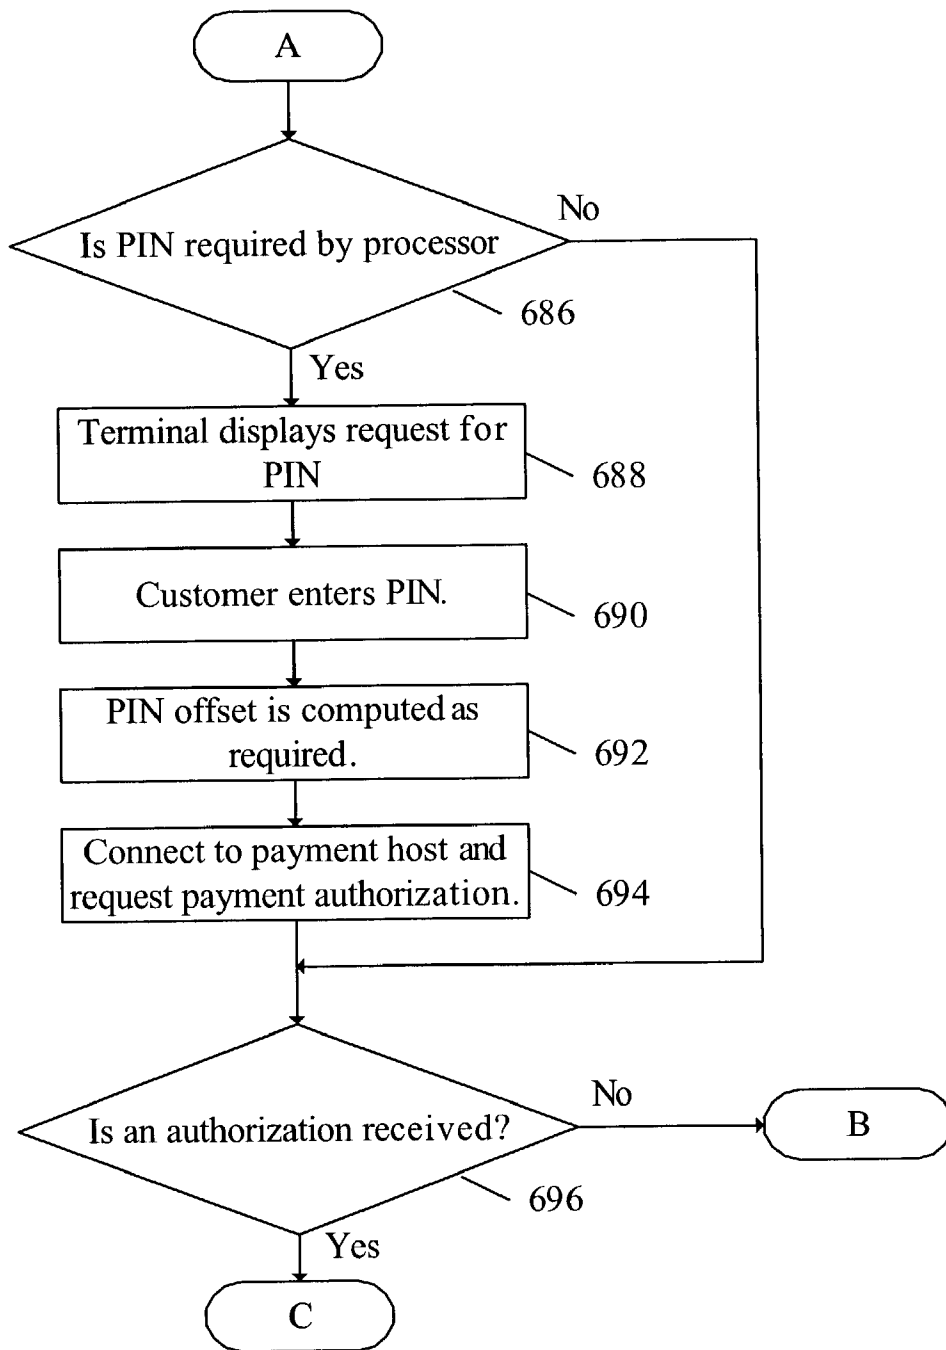 A
No
Is PIN required by processor
686
Yes
Terminal displays request for
PIN
688
Customer enters PIN.
690
PIN offset is computed as
required.
692
Connect to payment host and
request payment authorization.
694
No
Is an authorization received?
B
696
Yes
C